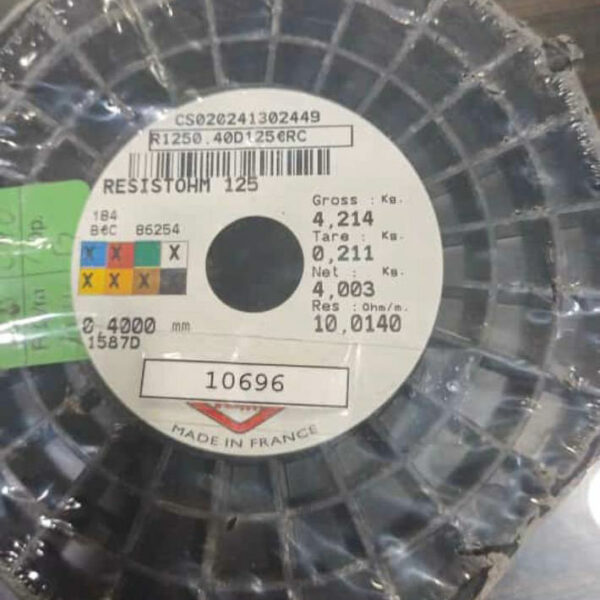 CS020241302449
R1250.40D125€RC
RESISTOHM 125
184
B€C 86254
X X X
X X X
0.4000 mm
1587D
Gross : Kg.
4,214
Tare : Kg.
0,211
Net : Kg.
4,003
Res : Ohm/m.
10,0140
10696
MADE IN FRANCE